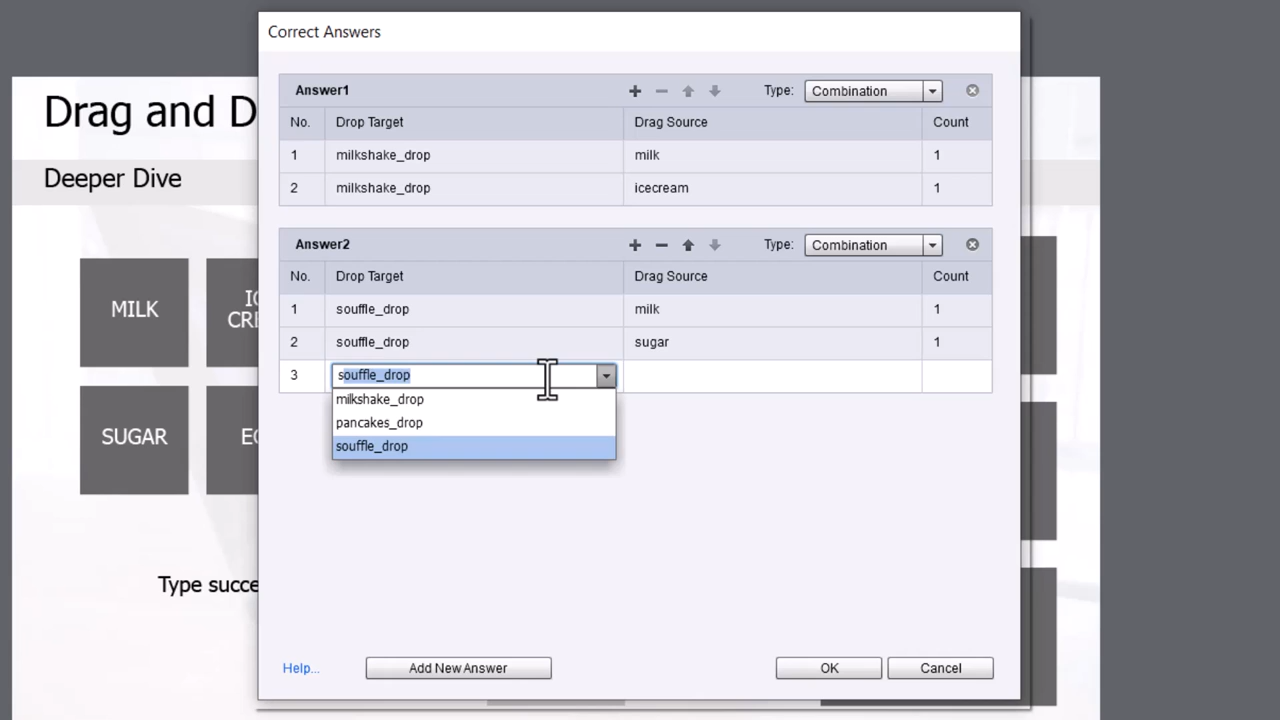 Correct Answers
Answer1 Type: Combination
No. Drop Target Drag Source Count
1 milkshake_drop milk 1
2 milkshake_drop icecream 1
Answer2 Type: Combination
No. Drop Target Drag Source Count
1 souffle_drop milk 1
2 souffle_drop sugar 1
3 souffle_drop
milkshake_drop
pancakes_drop
souffle_drop
Help... Add New Answer OK Cancel
Drag and D
Deeper Dive
MILK
SUGAR
Type succe